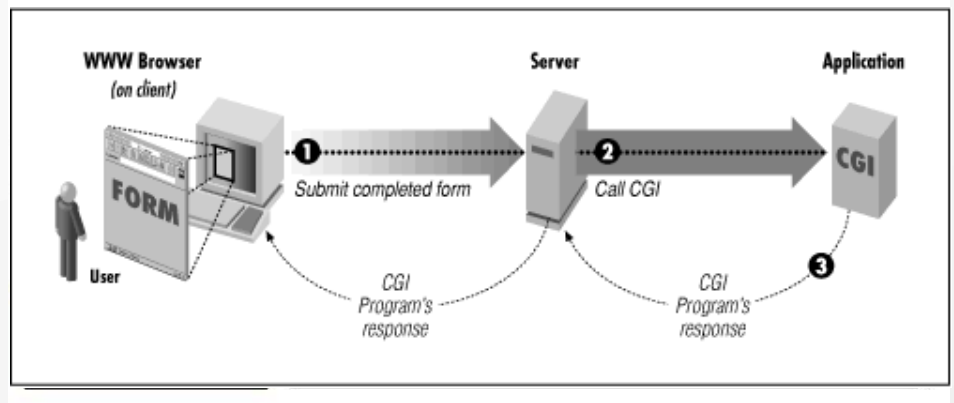 WWW Browser
(on client)
Server
Application
1
2
CGI
Submit completed form
Call CGI
FORM
User
3
CGI
Program's
response
CGI
Program's
response